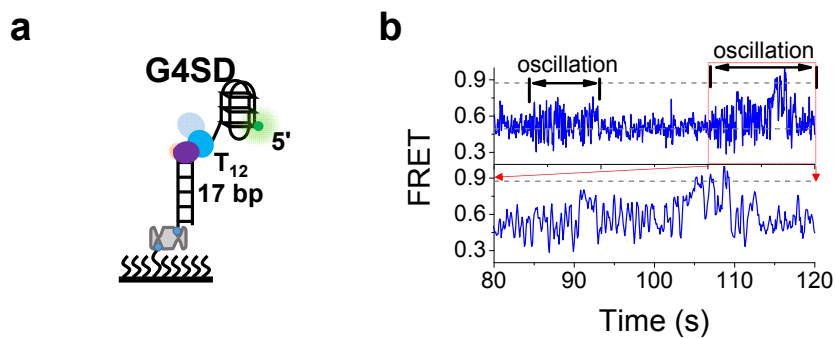 a
G4SD
5'
T12
17 bp
b
oscillation
oscillation
0.9
0.6
0.3
0.9
0.6
0.3
FRET
80
90
100
110
120
Time (s)